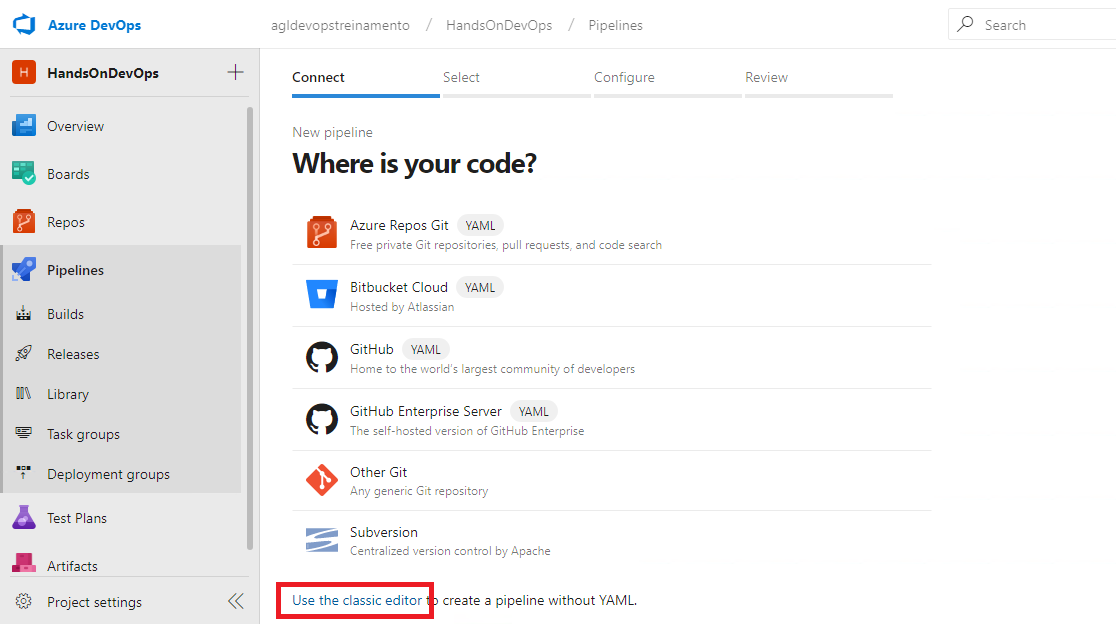 Azure DevOps
agldevopstreinamento / HandsOnDevOps / Pipelines
Search
H HandsOnDevOps
Overview
Boards
Repos
Pipelines
Builds
Releases
Library
Task groups
Deployment groups
Test Plans
Artifacts
Project settings
Connect Select Configure Review
New pipeline
Where is your code?
Azure Repos Git YAML
Free private Git repositories, pull requests, and code search
Bitbucket Cloud YAML
Hosted by Atlassian
GitHub YAML
Home to the world's largest community of developers
GitHub Enterprise Server YAML
The self-hosted version of GitHub Enterprise
Other Git
Any generic Git repository
Subversion
Centralized version control by Apache
Use the classic editor to create a pipeline without YAML.